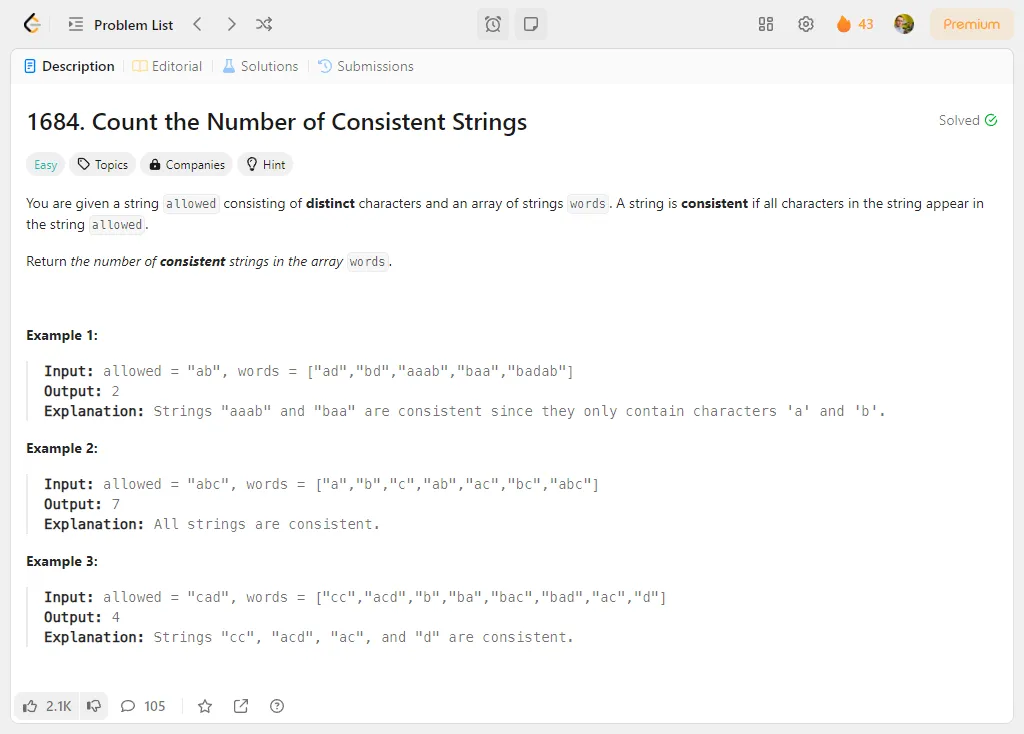 Problem List
43
Premium
Description
Editorial
Solutions
Submissions
1684. Count the Number of Consistent Strings
Solved
Easy
Topics
Companies
Hint
You are given a string allowed consisting of distinct characters and an array of strings words. A string is consistent if all characters in the string appear in
the string allowed.
Return the number of consistent strings in the array words.
Example 1:
Input: allowed = "ab", words = ["ad","bd","aaab","baa","badab"]
Output: 2
Explanation: Strings "aaab" and "baa" are consistent since they only contain characters 'a' and 'b'.
Example 2:
Input: allowed = "abc", words = ["a","b","c","ab","ac","bc","abc"]
Output: 7
Explanation: All strings are consistent.
Example 3:
Input: allowed = "cad", words = ["cc","acd","b","ba","bac","bad","ac","d"]
Output: 4
Explanation: Strings "cc", "acd", "ac", and "d" are consistent.
2.1K
105